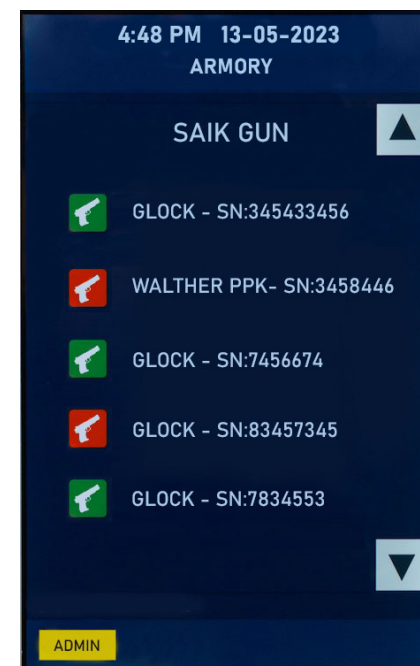 4:48 PM 13-05-2023
ARMORY
SAIK GUN
GLOCK - SN:345433456
WALTHER PPK- SN:3458446
GLOCK - SN:7456674
GLOCK - SN:83457345
GLOCK - SN:7834553
ADMIN